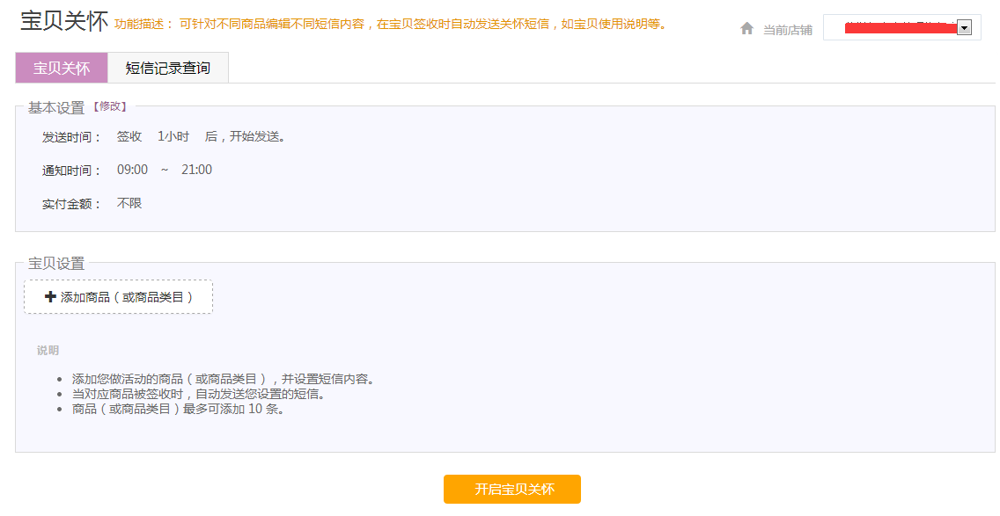 宝贝关怀 功能描述： 可针对不同商品编辑不同短信内容，在宝贝签收时自动发送关怀短信，如宝贝使用说明等。
当前店铺
宝贝关怀 短信记录查询
基本设置 【修改】
发送时间： 签收 1小时 后，开始发送。
通知时间： 09:00 ~ 21:00
实付金额： 不限
宝贝设置
添加商品（或商品类目）
说明
• 添加您做活动的商品（或商品类目），并设置短信内容。
• 当对应商品被签收时，自动发送您设置的短信。
• 商品（或商品类目）最多可添加 10 条。
开启宝贝关怀